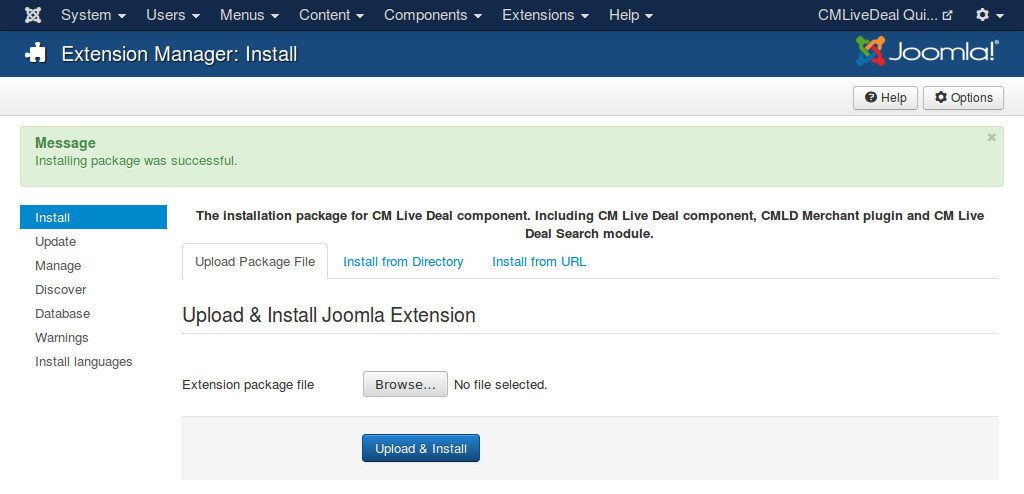 System Users Menus Content Components Extensions Help CMLiveDeal Qui...
Extension Manager: Install Joomla!®
Help Options
Message ×
Installing package was successful.
Install
Update
Manage
Discover
Database
Warnings
Install languages
The installation package for CM Live Deal component. Including CM Live Deal component, CMLD Merchant plugin and CM Live
Deal Search module.
Upload Package File Install from Directory Install from URL
Upload & Install Joomla Extension
Extension package file Browse... No file selected.
Upload & Install